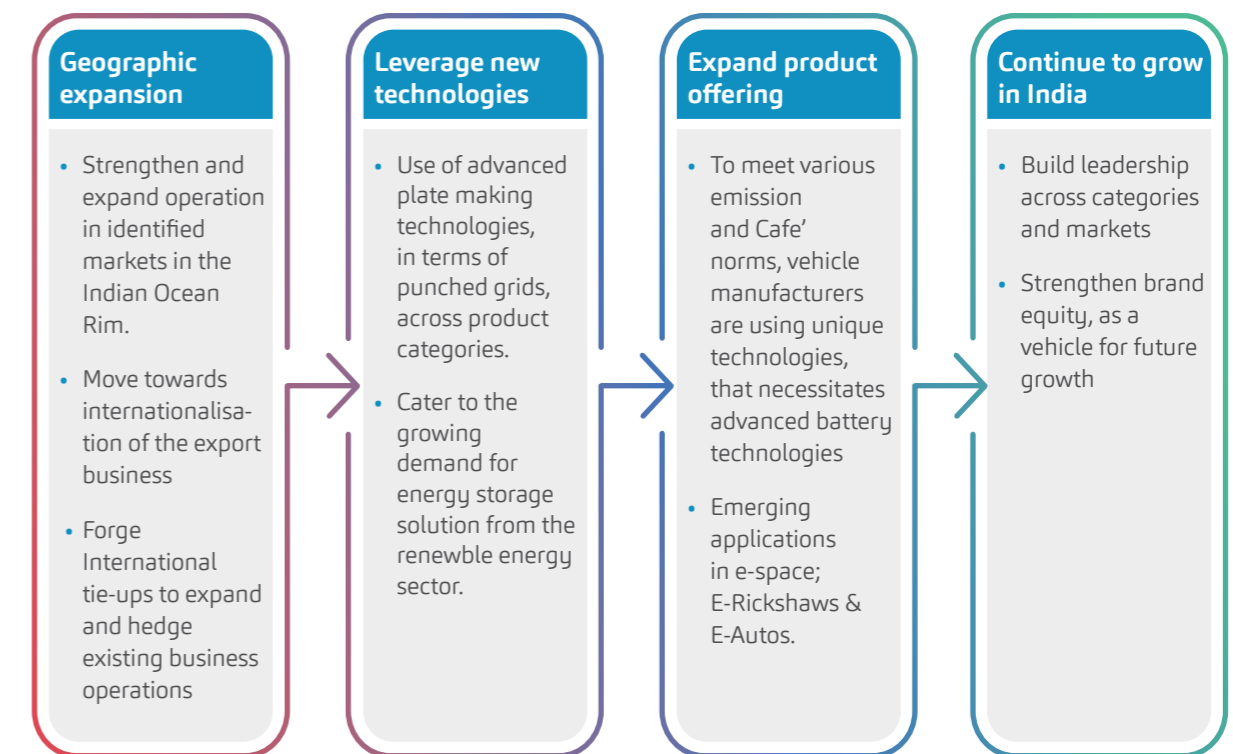 Geographic
expansion
• Strengthen and
expand operation
in identified
markets in the
Indian Ocean
Rim.
• Move towards
internationalisa-
tion of the export
business
• Forge
International
tie-ups to expand
and hedge
existing business
operations
Leverage new
technologies
• Use of advanced
plate making
technologies,
in terms of
punched grids,
across product
categories.
• Cater to the
growing
demand for
energy storage
solution from the
renewble energy
sector.
Expand product
offering
• To meet various
emission
and Cafe’
norms, vehicle
manufacturers
are using unique
technologies,
that necessitates
advanced battery
technologies
• Emerging
applications
in e-space;
E-Rickshaws &
E-Autos.
Continue to grow
in India
• Build leadership
across categories
and markets
• Strengthen brand
equity, as a
vehicle for future
growth